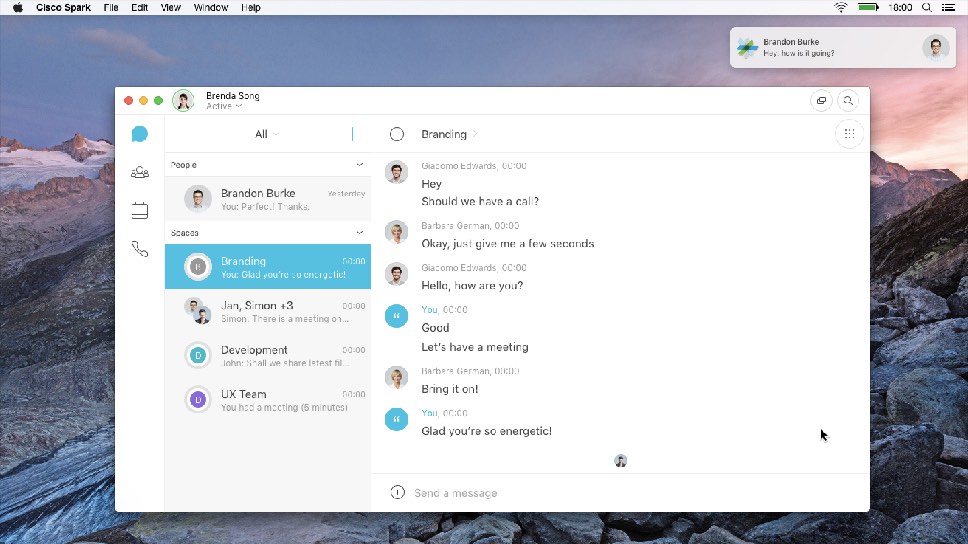 Cisco Spark File Edit View Window Help 18:00
Brandon Burke
Hey, how is it going?
Brenda Song
Active
All
Branding
People
Brandon Burke Yesterday
You: Perfect! Thanks.
Spaces
B Branding 00:00
You: Glad you're so energetic!
Jan, Simon +3 00:00
Simon: There is a meeting on...
D Development 00:00
John: Shall we share latest fil...
D UX Team 00:00
You had a meeting (5 minutes)
Giacomo Edwards, 00:00
Hey
Should we have a call?
Barbara German, 00:00
Okay, just give me a few seconds
Giacomo Edwards, 00:00
Hello, how are you?
You, 00:00
Good
Let's have a meeting
Barbara German, 00:00
Bring it on!
You, 00:00
Glad you're so energetic!
Send a message